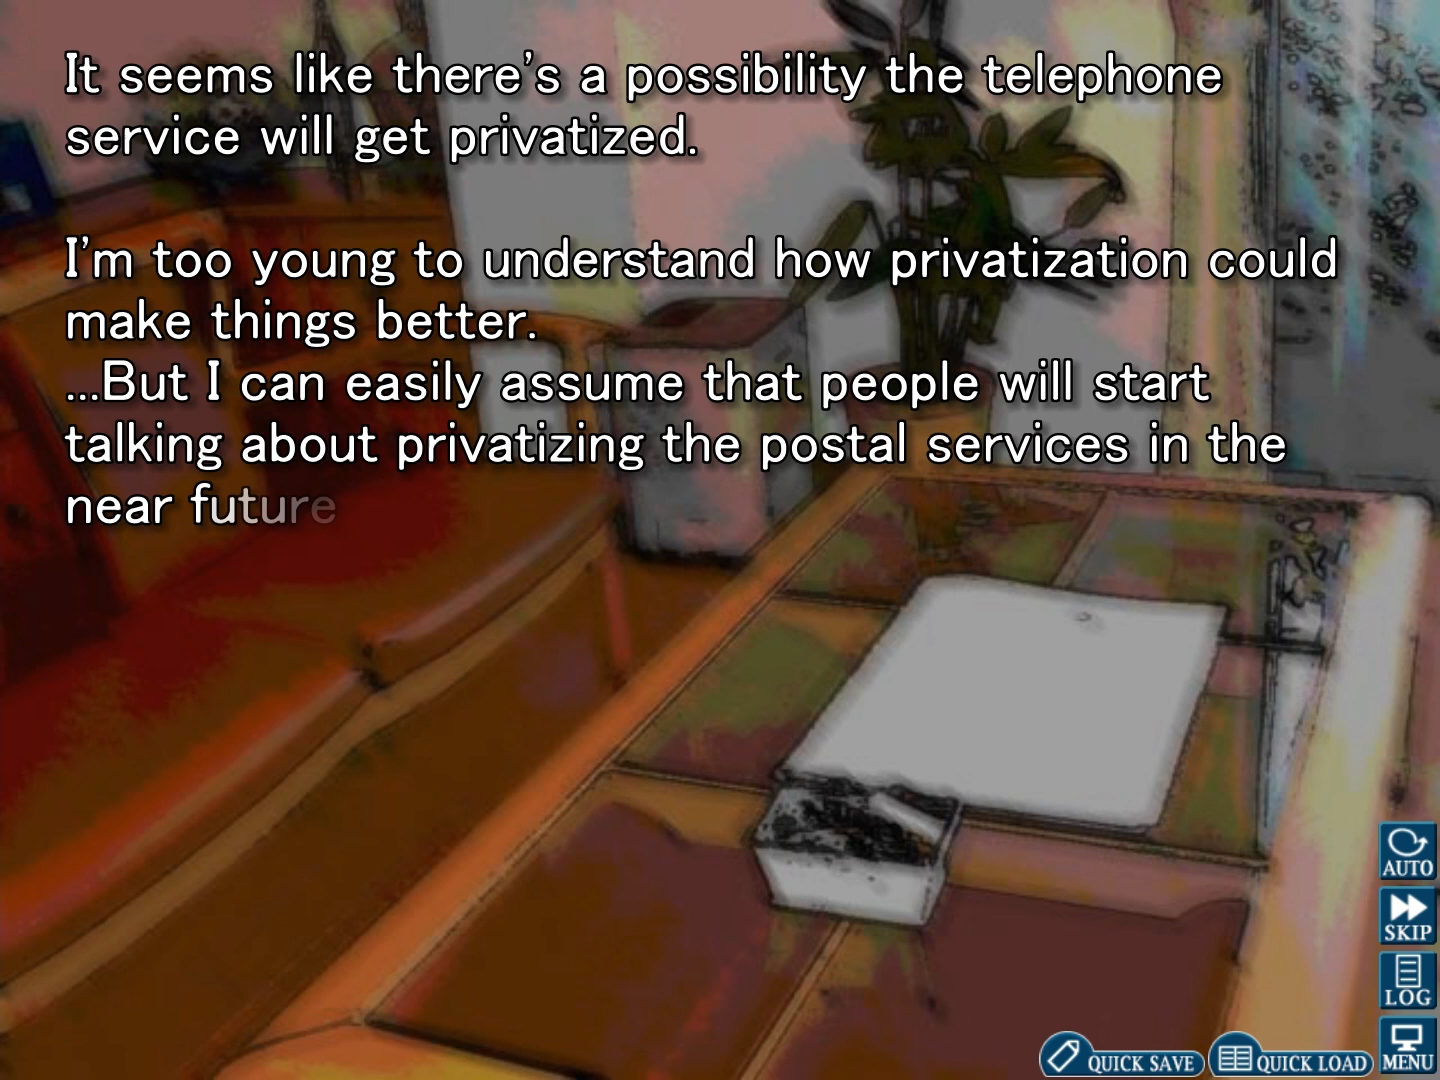 It seems like there's a possibility the telephone
service will get privatized.
I'm too young to understand how privatization could
make things better.
...But I can easily assume that people will start
talking about privatizing the postal services in the
near future
AUTO
SKIP
LOG
QUICK SAVE
QUICK LOAD
MENU